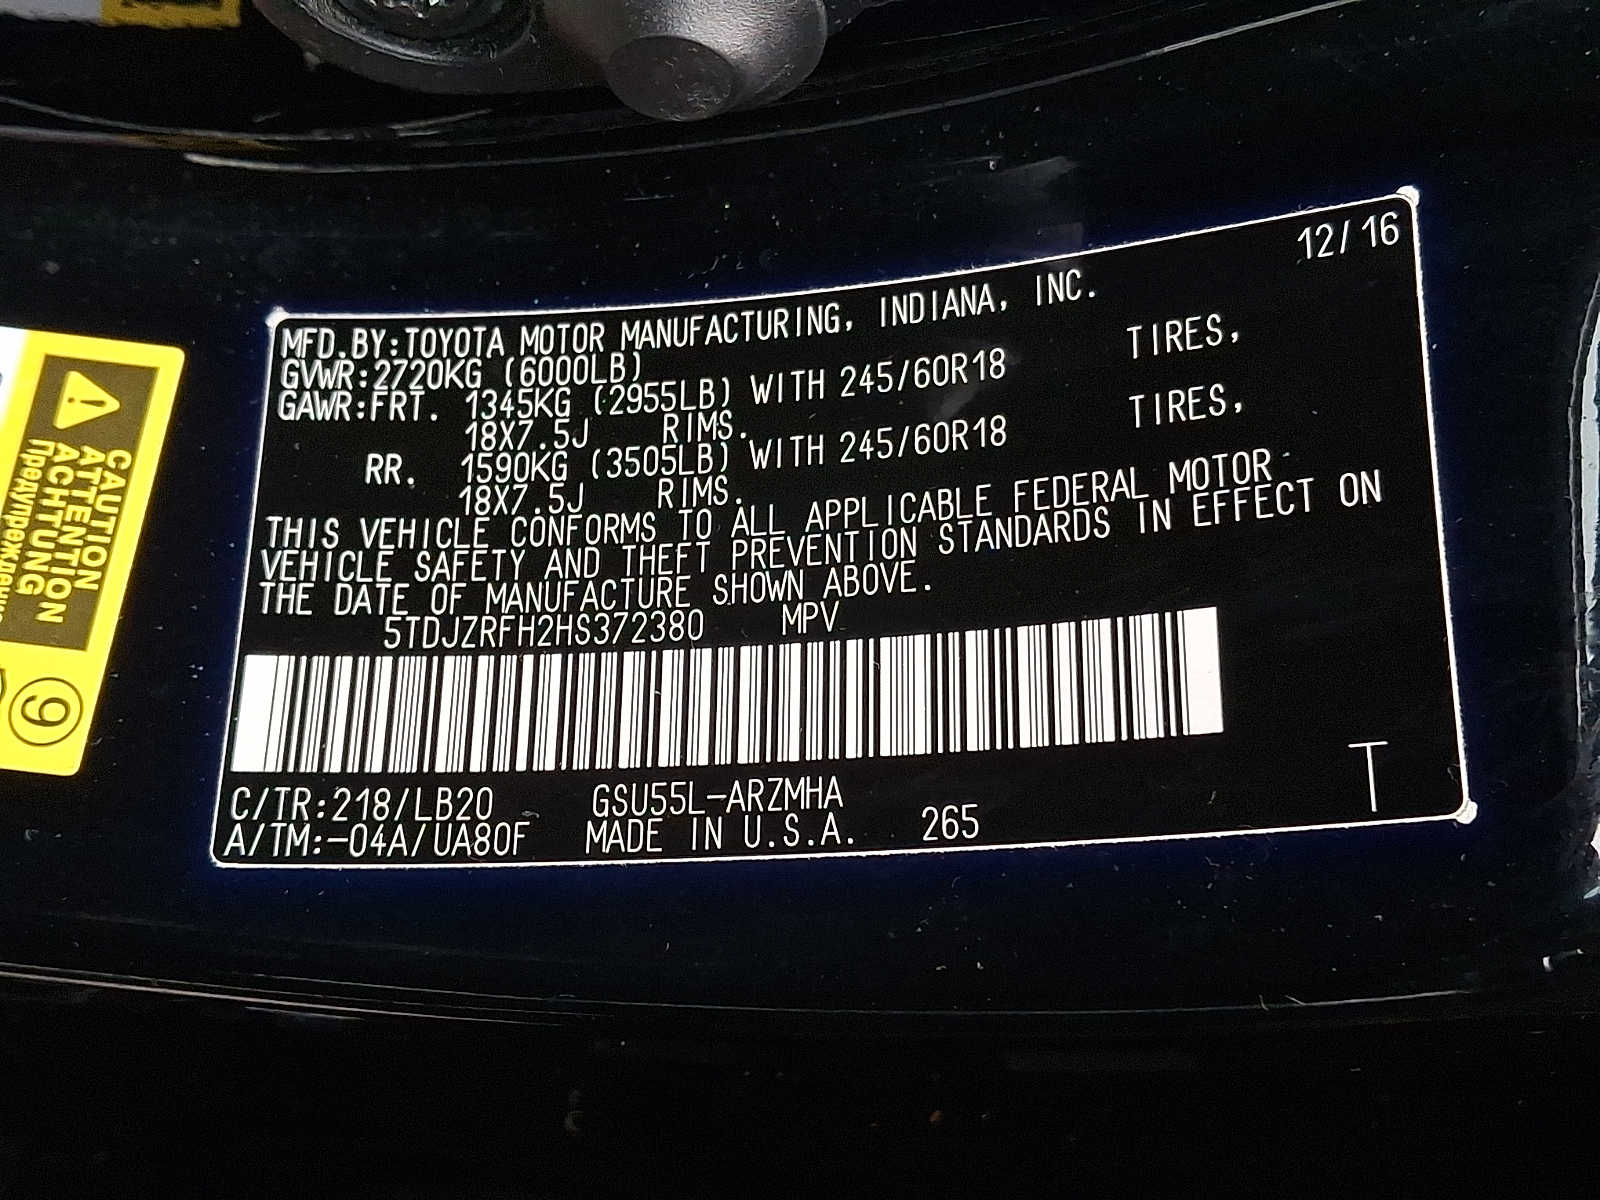 12/16
MFD.BY:TOYOTA MOTOR MANUFACTURING, INDIANA, INC.
GVWR:2720KG (6000LB)
GAWR:FRT. 1345KG (2955LB) WITH 245/60R18 TIRES,
18X7.5J RIMS.
RR. 1590KG (3505LB) WITH 245/60R18 TIRES,
18X7.5J RIMS.
THIS VEHICLE CONFORMS TO ALL APPLICABLE FEDERAL MOTOR
VEHICLE SAFETY AND THEFT PREVENTION STANDARDS IN EFFECT ON
THE DATE OF MANUFACTURE SHOWN ABOVE.
5TDJZRFH2HS372380 MPV
C/TR:218/LB20 GSU55L-ARZMHA
A/TM:-04A/UA80F MADE IN U.S.A. 265
T
CAUTION
ATTENTION
ACHTUNG
9